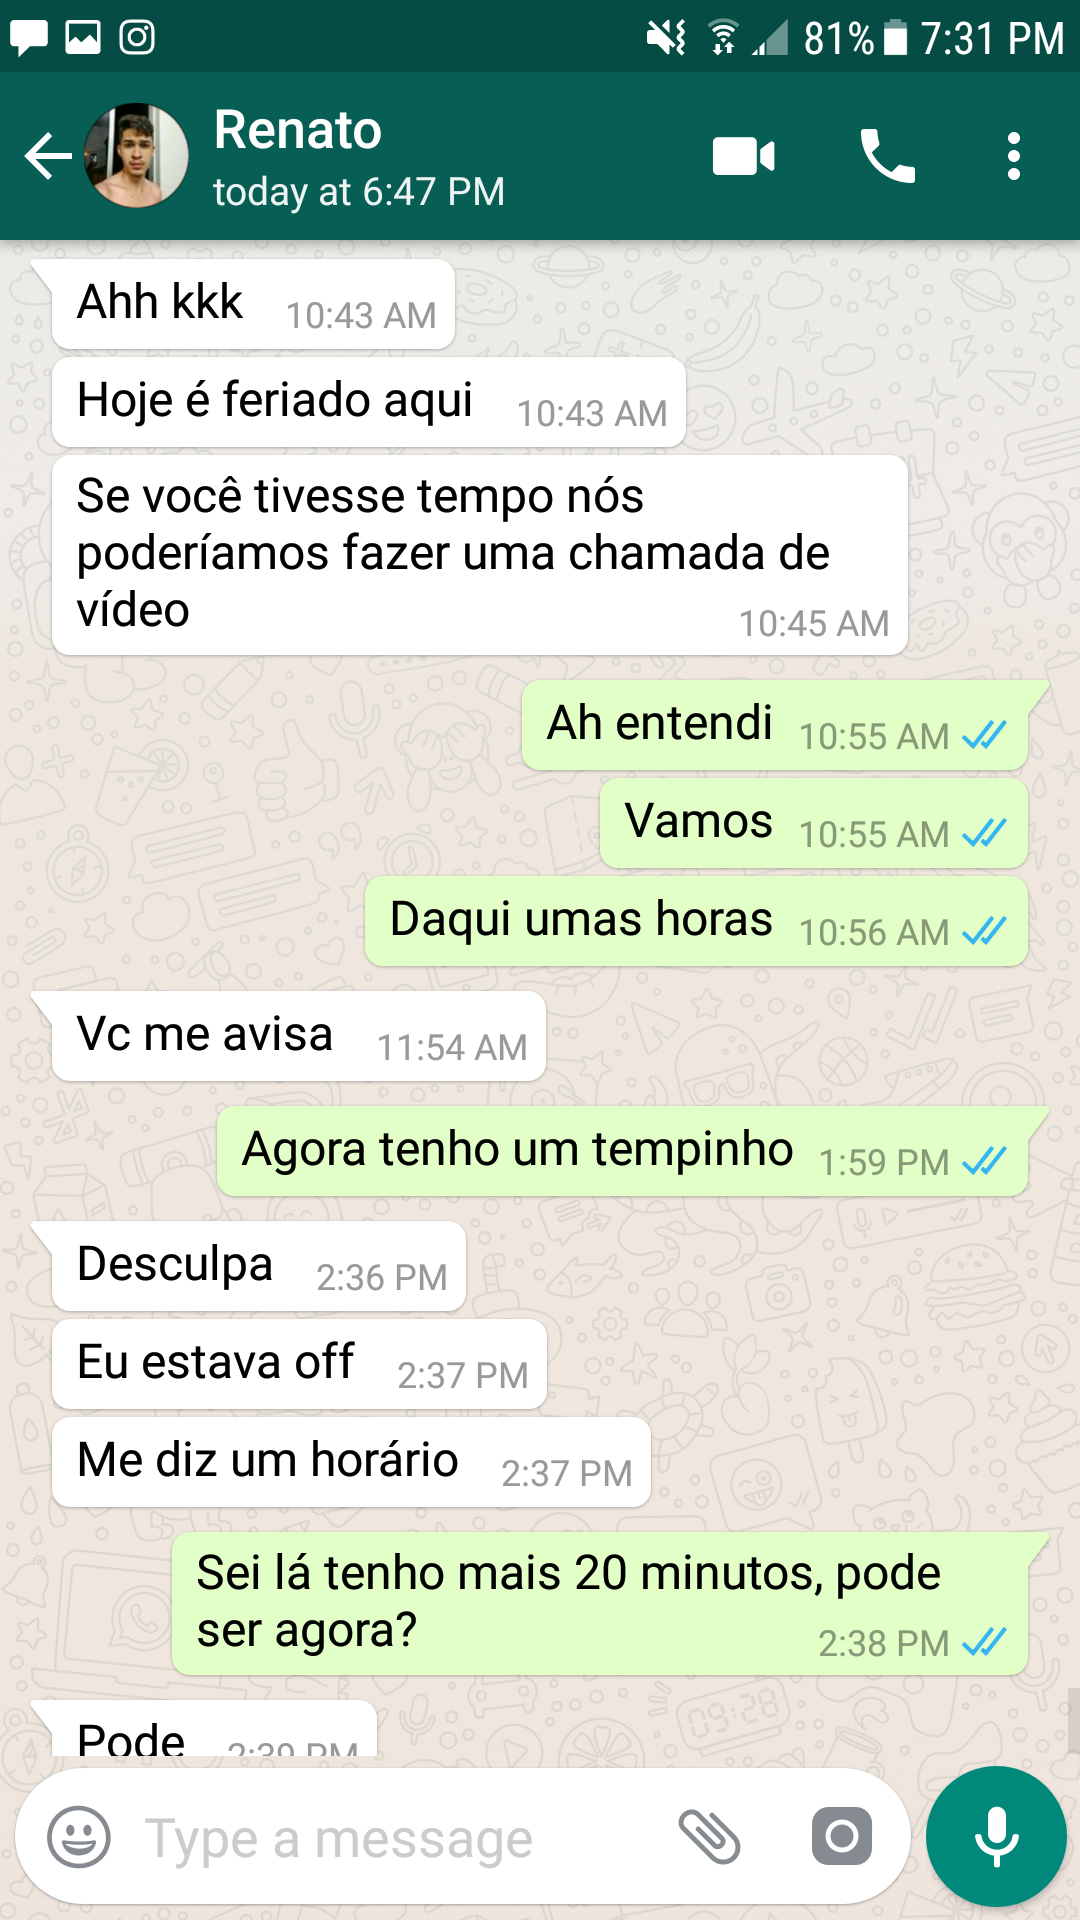 81% 7:31 PM
Renato
today at 6:47 PM
Ahh kkk 10:43 AM
Hoje é feriado aqui 10:43 AM
Se você tivesse tempo nós
poderíamos fazer uma chamada de
vídeo 10:45 AM
Ah entendi 10:55 AM
Vamos 10:55 AM
Daqui umas horas 10:56 AM
Vc me avisa 11:54 AM
Agora tenho um tempinho 1:59 PM
Desculpa 2:36 PM
Eu estava off 2:37 PM
Me diz um horário 2:37 PM
Sei lá tenho mais 20 minutos, pode
ser agora? 2:38 PM
Pode 2:39 PM
Type a message